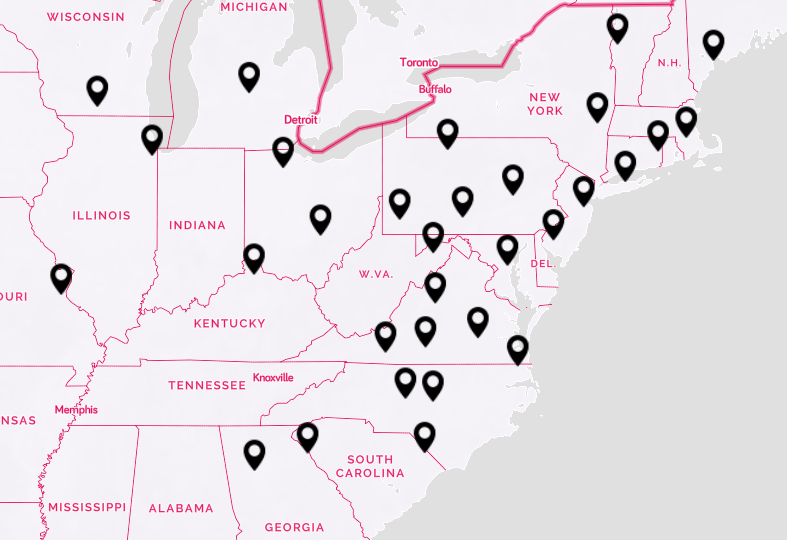 MICHIGAN
WISCONSIN
Toronto
N.H.
Buffalo
NEW
YORK
Detroit
ILLINOIS
INDIANA
DEL.
W.VA.
OURI
KENTUCKY
Knoxville
TENNESSEE
Memphis
NSAS
SOUTH
CAROLINA
MISSISSIPPI
ALABAMA
GEORGIA